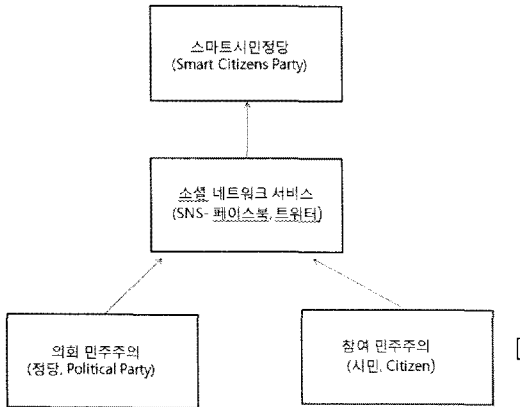 스마트시민정당
(Smart Citizens Party)
소셜 네트워크 서비스
(SNS- 페이스북, 트위터)
의회 민주주의
(정당, Political Party)
참여 민주주의
(시민, Citizen)